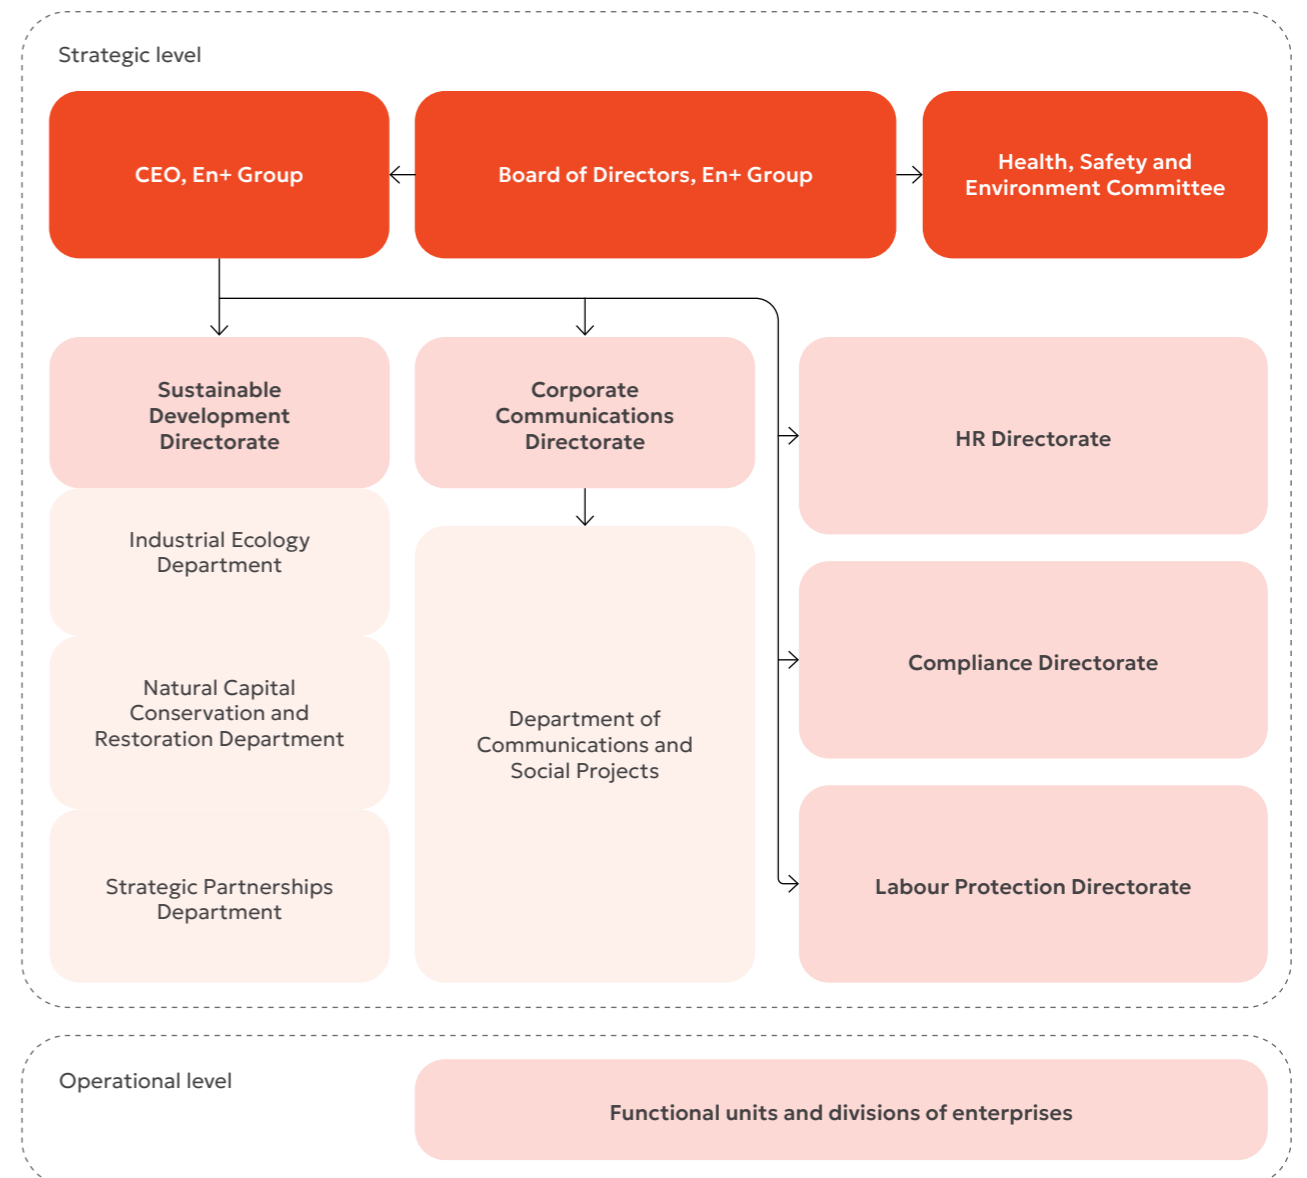 Strategic level
CEO, En+ Group
Board of Directors, En+ Group
Health, Safety and
Environment Committee
Sustainable
Development
Directorate
Corporate
Communications
Directorate
HR Directorate
Industrial Ecology
Department
Natural Capital
Conservation and
Restoration Department
Department of
Communications and
Social Projects
Compliance Directorate
Strategic Partnerships
Department
Labour Protection Directorate
Operational level
Functional units and divisions of enterprises